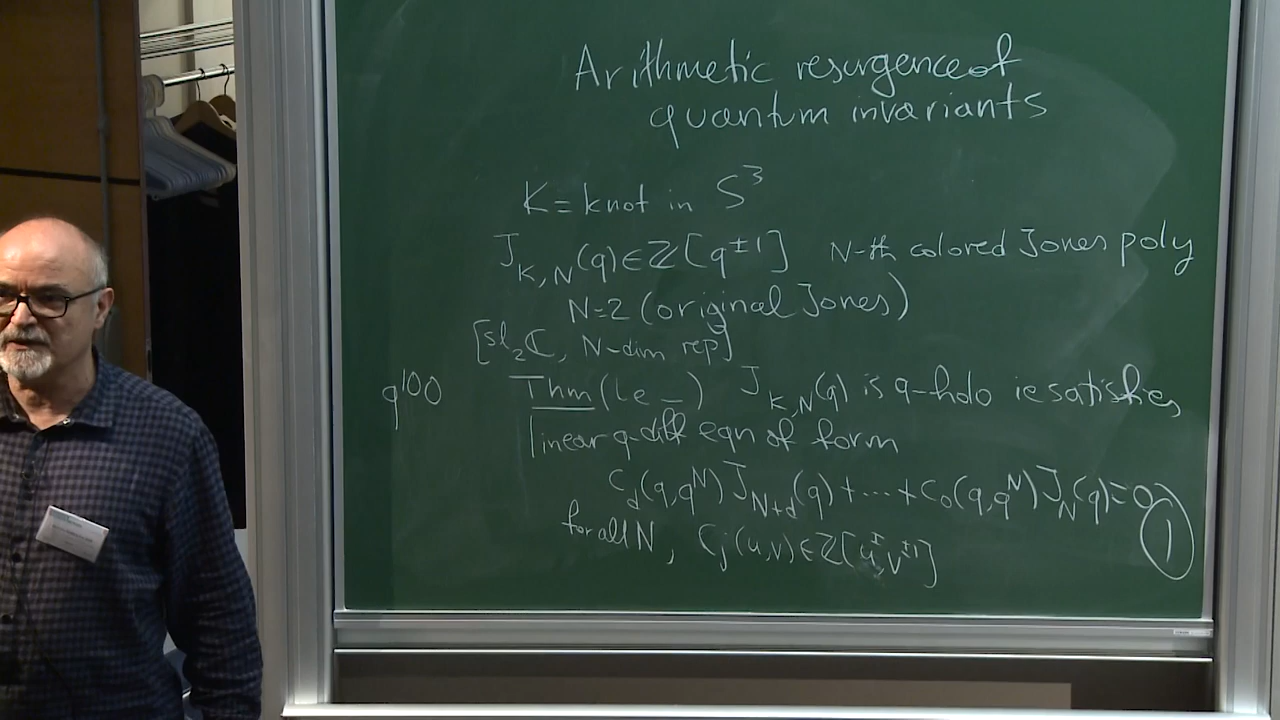 Arithmetic resurgence of
quantum invariants
K = knot in S³
J_{K,N}(q) ∈ ℤ[q^{±1}] N-th colored Jones poly
N=2 (original Jones)
[sl₂ℂ, N-dim rep]
q^{100}
Thm (Le –) J_{K,N}(q) is q-holo ie satisfies
linear q-diff eqn of form
C_d(q,q^N) J_{N+d}(q) + ... + C_0(q,q^N) J_N(q) = 0
for all N, C_j(u,v) ∈ ℤ[u^±, v^{±1}]
1